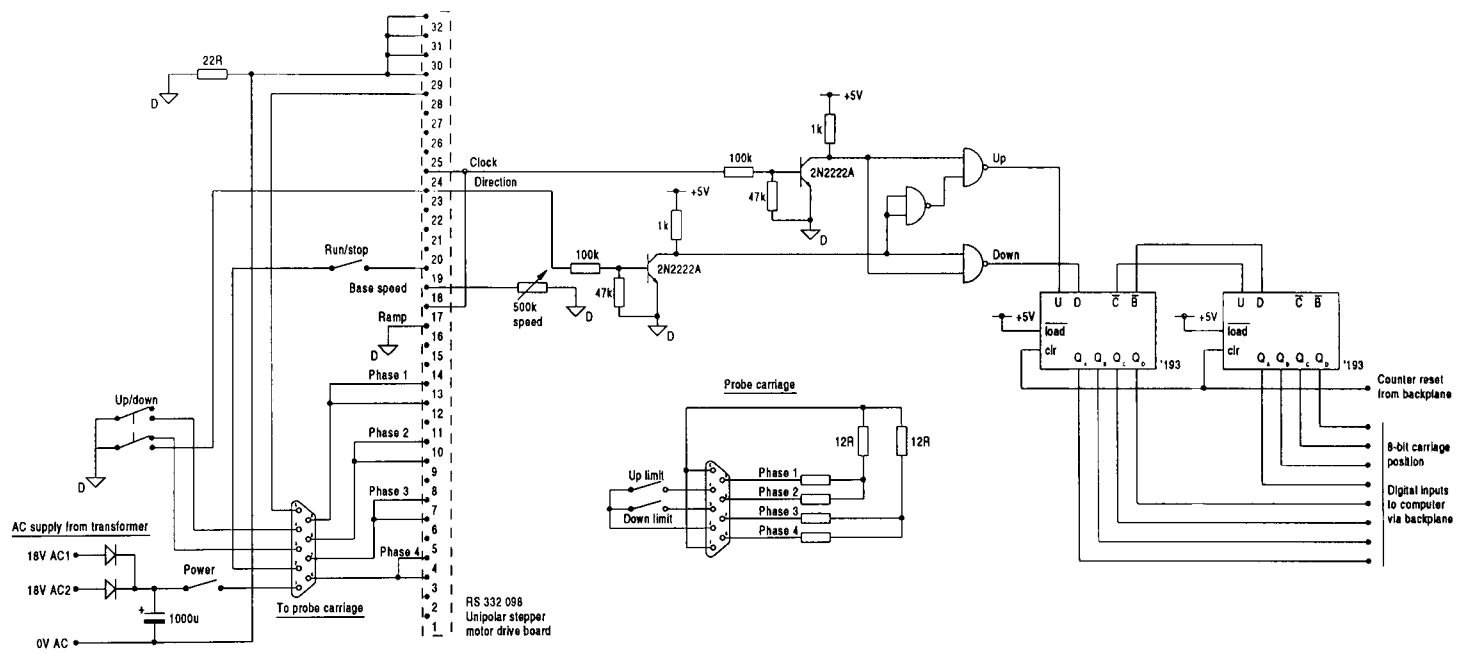 32
31
30
29
28
27
26
25
24
23
22
21
20
19
18
17
16
15
14
13
12
11
10
9
8
7
6
5
4
3
2
1
22R
D
Clock
Direction
Run/stop
Base speed
Ramp
D
500k
speed
D
Phase 1
Phase 2
Phase 3
Phase 4
Up/down
D
AC supply from transformer
18V AC1
18V AC2
0V AC
+
1000u
Power
To probe carriage
RS 332 098
Unipolar stepper
motor drive board
100k
47k
1k
+5V
2N2222A
D
100k
47k
1k
+5V
2N2222A
D
Up
Down
U D C B
+5V
load
clr
QA QB QC QD
'193
U D C B
+5V
load
clr
QA QB QC QD
'193
Counter reset
from backplane
8-bit carriage
position
Digital inputs
to computer
via backplane
Probe carriage
12R
12R
Up limit
Down limit
Phase 1
Phase 2
Phase 3
Phase 4